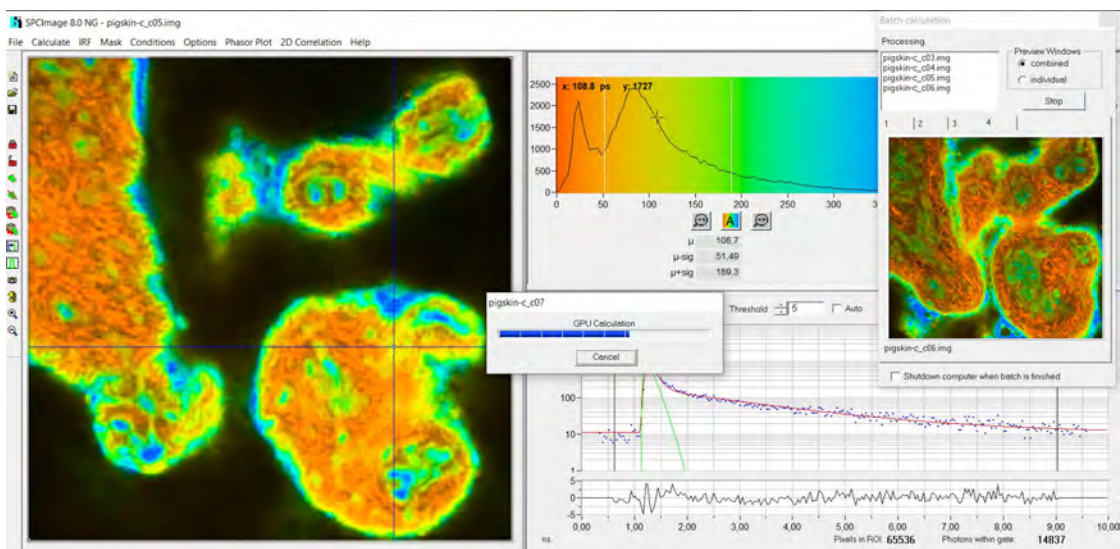 SPCImage 8.0 NG - pigskin-c_c05.img
File Calculate IRF Mask Conditions Options Phasor Plot 2D Correlation Help
x: 108.8 ps y: 1727
2500
2000
1500
1000
500
0
0 50 100 150 200 250 300 350
A
μ 108,7
μ-sig 51,49
μ+sig 189,3
Batch calculation
Processing.
pigskin-c_c03.img
pigskin-c_c04.img
pigskin-c_c05.img
pigskin-c_c06.img
Preview Windows
combined
individual
Stop
1 2 3 4
pigskin-c_c06.img
Shutdown computer when batch is finished
pigskin-c_c07
GPU Calculation
Cancel
Threshold 5 Auto
100
10
1
5
0
-5
0,00 1,00 2,00 3,00 4,00 5,00 6,00 7,00 8,00 9,00 10,00
ns
Pixels in ROI: 65536 Photons within gate: 14837